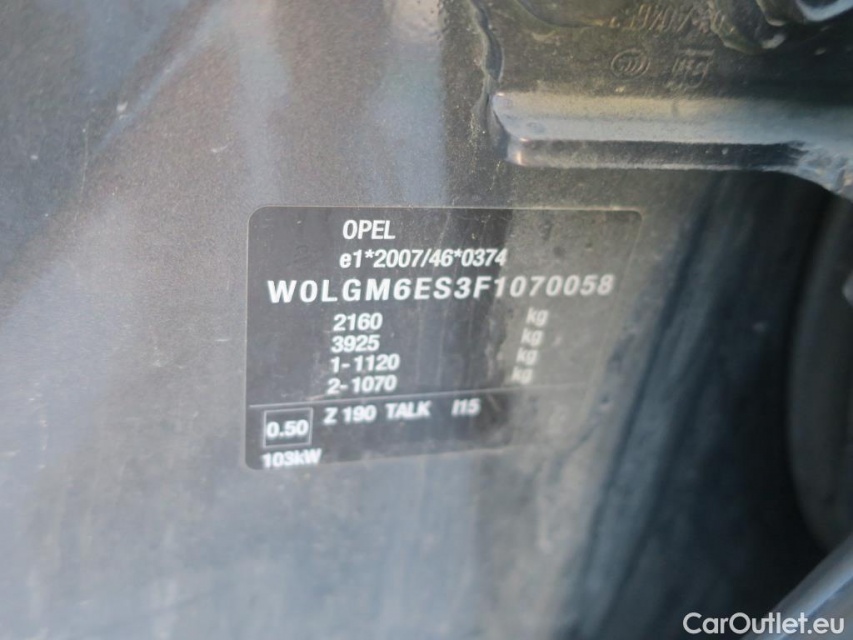 OPEL
e1*2007/46*0374
W0LGM6ES3F1070058
2160 kg
3925 kg
1-1120 kg
2-1070 kg
0.50 Z 190 TALK I15
103kW
CarOutlet.eu